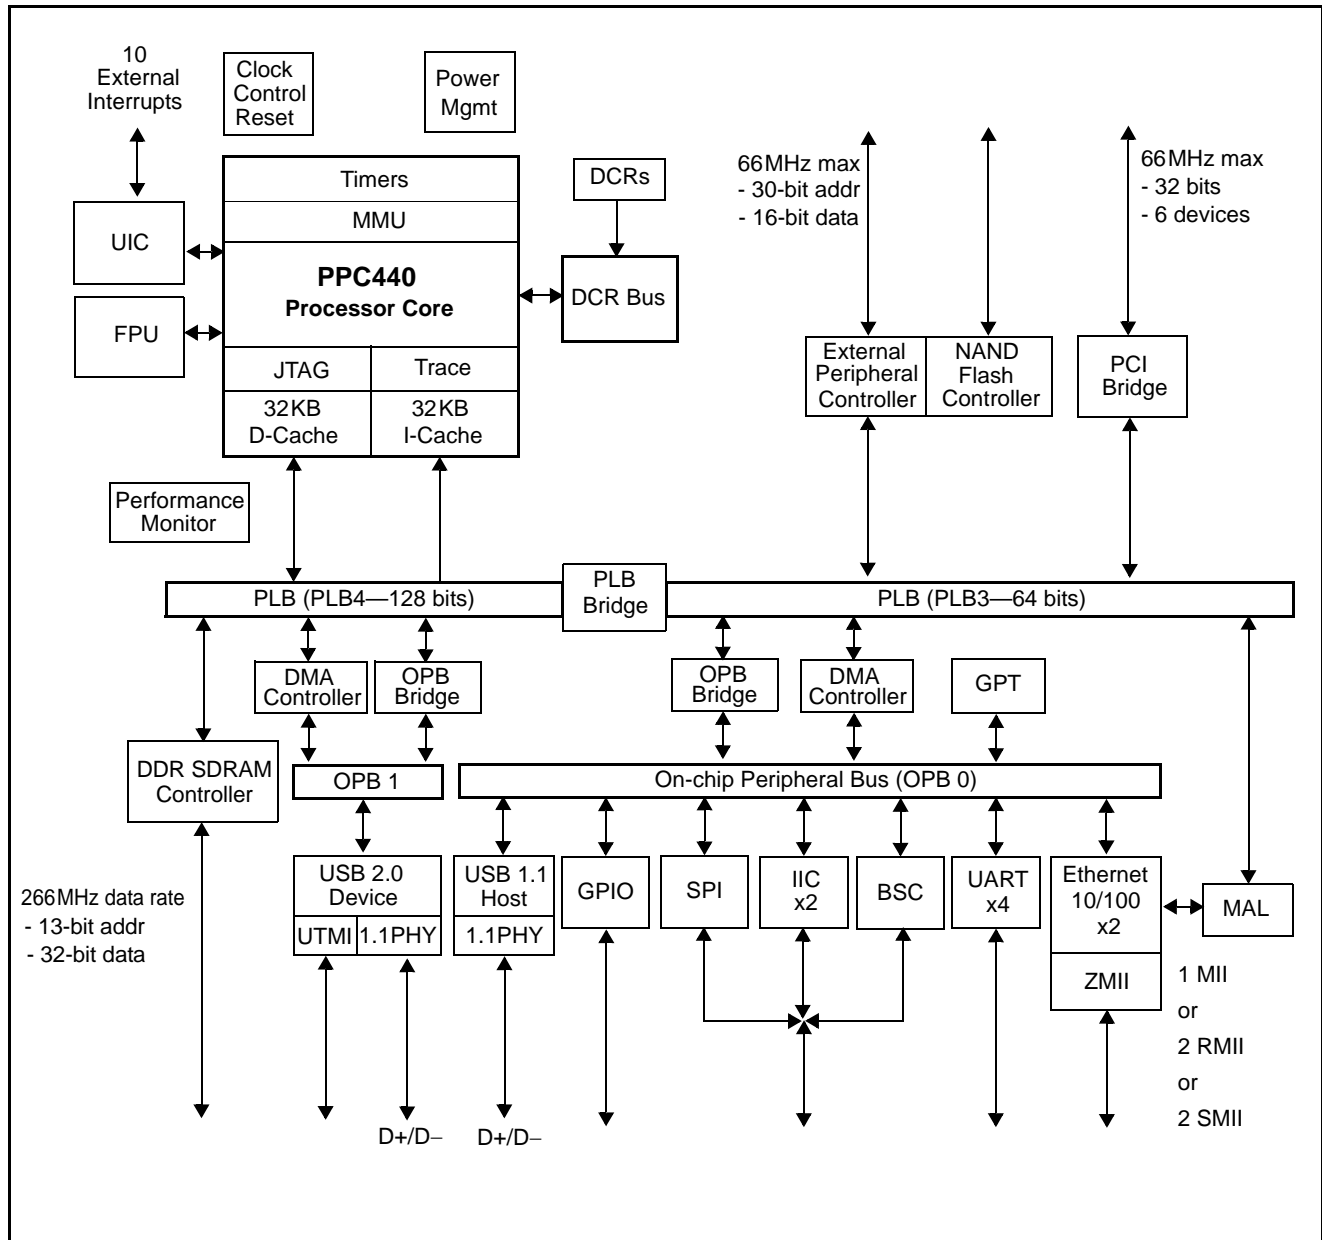 10
External
Interrupts
Clock
Control
Reset
Power
Mgmt
Timers
MMU
PPC440
Processor Core
JTAG
Trace
32KB
D-Cache
32KB
I-Cache
UIC
FPU
DCRs
DCR Bus
66MHz max
- 30-bit addr
- 16-bit data
66MHz max
- 32 bits
- 6 devices
External
Peripheral
Controller
NAND
Flash
Controller
PCI
Bridge
Performance
Monitor
PLB (PLB4—128 bits)
PLB
Bridge
PLB (PLB3—64 bits)
DMA
Controller
OPB
Bridge
OPB
Bridge
DMA
Controller
GPT
DDR SDRAM
Controller
OPB 1
On-chip Peripheral Bus (OPB 0)
USB 2.0
Device
UTMI
1.1PHY
USB 1.1
Host
1.1PHY
GPIO
SPI
IIC
x2
BSC
UART
x4
Ethernet
10/100
x2
ZMII
MAL
266MHz data rate
- 13-bit addr
- 32-bit data
1 MII
or
2 RMII
or
2 SMII
D+/D–
D+/D–